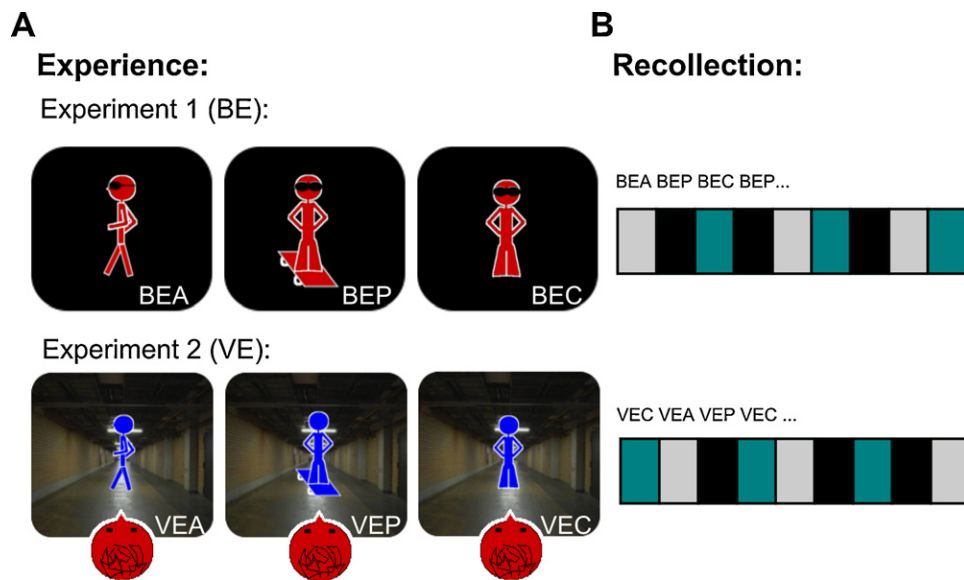 A
Experience:
Experiment 1 (BE):
BEA
BEP
BEC
Experiment 2 (VE):
VEA
VEP
VEC
B
Recollection:
BEA BEP BEC BEP...
VEC VEA VEP VEC ...